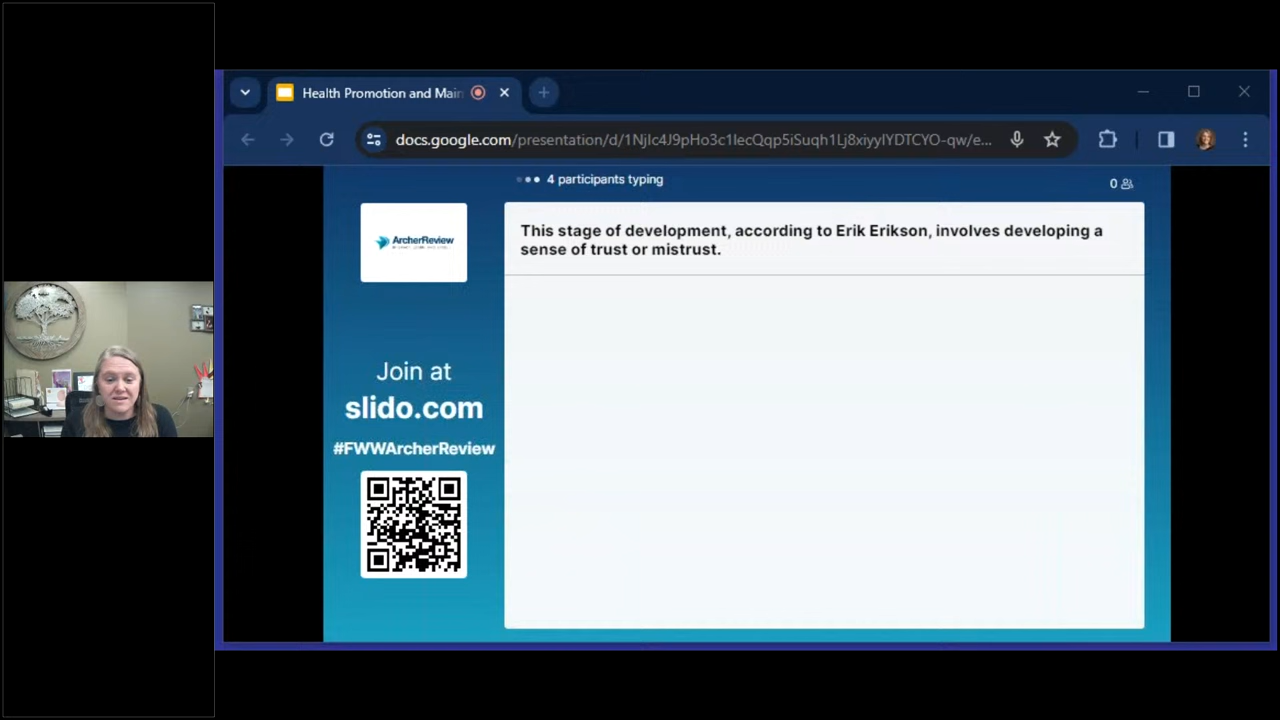 Health Promotion and Main
docs.google.com/presentation/d/1NjIc4J9pHo3c1lecQqp5iSuqh1Lj8xiyylYDTCYO-qw/e...
4 participants typing
0
ArcherReview
This stage of development, according to Erik Erikson, involves developing a
sense of trust or mistrust.
Join at
slido.com
#FWWArcherReview